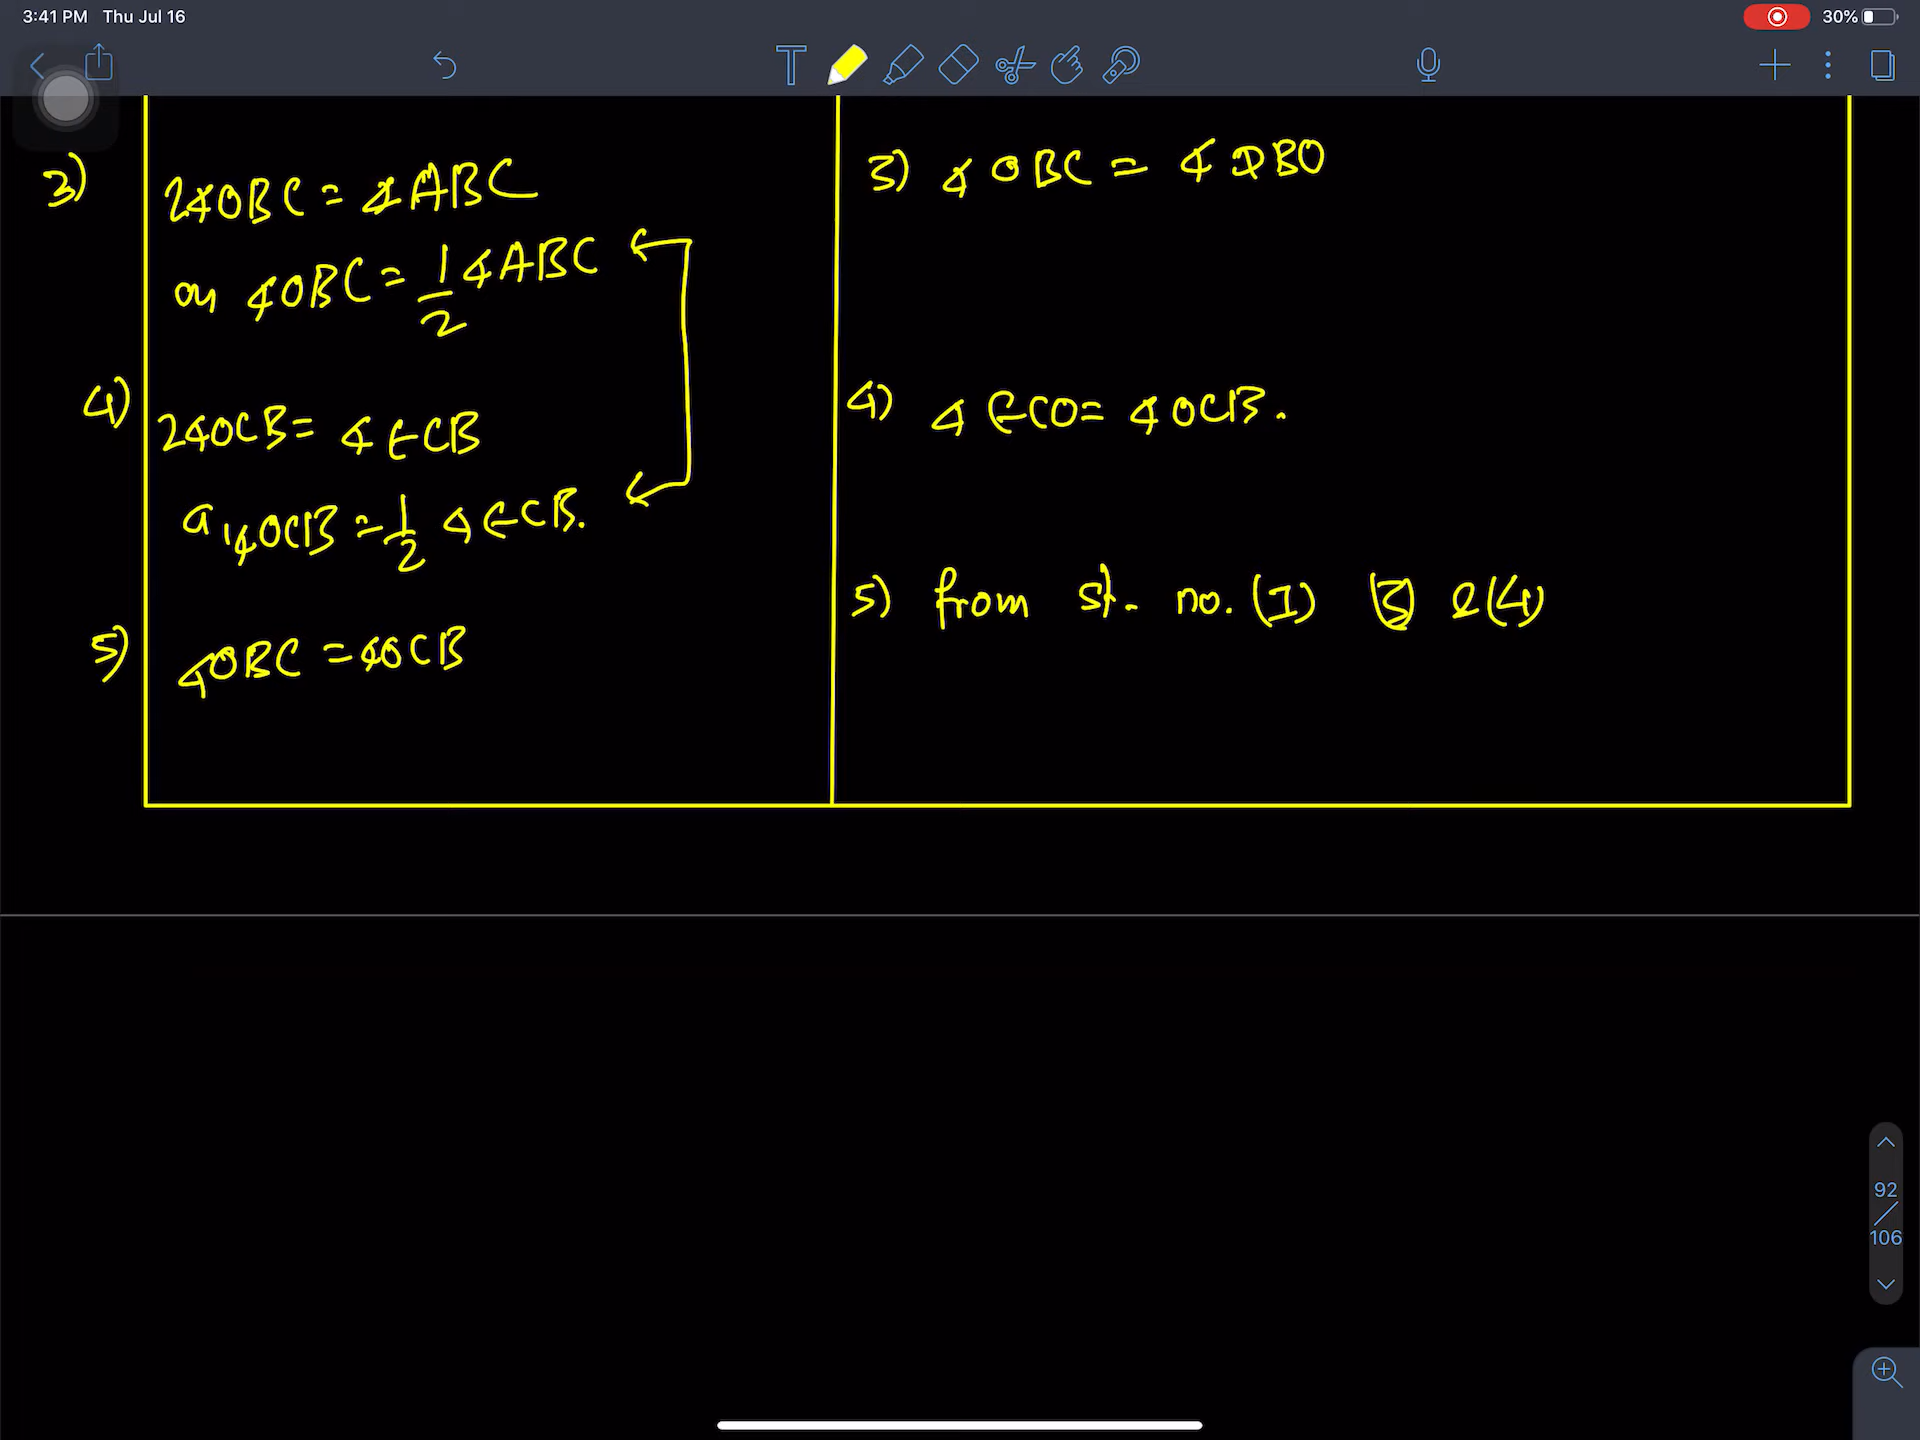 3:41 PM Thu Jul 16
30%
3) 2∡OBC = ∡ABC
or ∡OBC = 1/2 ∡ABC
4) 2∡OCB = ∡ECB
∡OCB = 1/2 ∡ECB.
5) ∡OBC = ∡OCB
3) ∡OBC = ∡DBO
4) ∡ECO = ∡OCB.
5) from st. no. (1) (3) & (4)
92
106